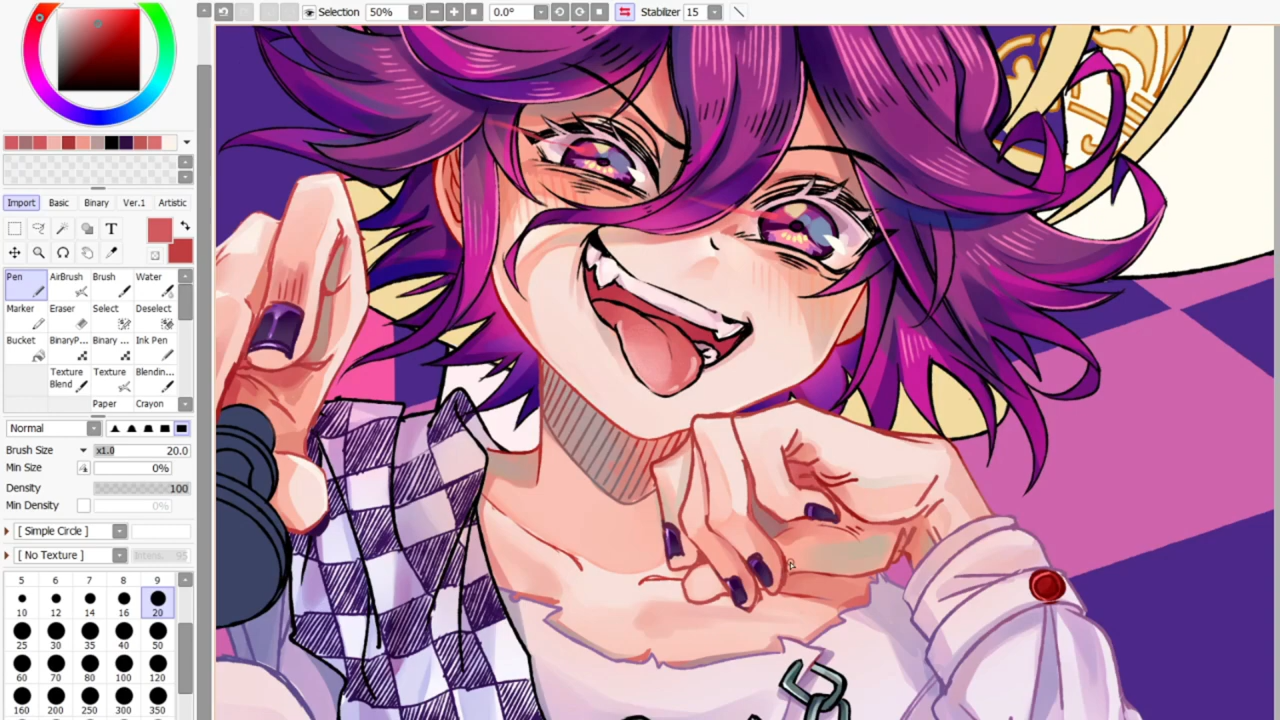 Selection 50% 0.0° Stabilizer 15
Import Basic Binary Ver.1 Artistic
T
Pen AirBrush Brush Water
Marker Eraser Select Deselect
Bucket BinaryP... Binary ... Ink Pen
Texture Blend Texture Blendin...
Paper Crayon
Normal
Brush Size x1.0 20.0
Min Size 0%
Density 100
Min Density 0%
[ Simple Circle ]
[ No Texture ] Intens. 95
5 6 7 8 9
10 12 14 16 20
25 30 35 40 50
60 70 80 100 120
160 200 250 300 350